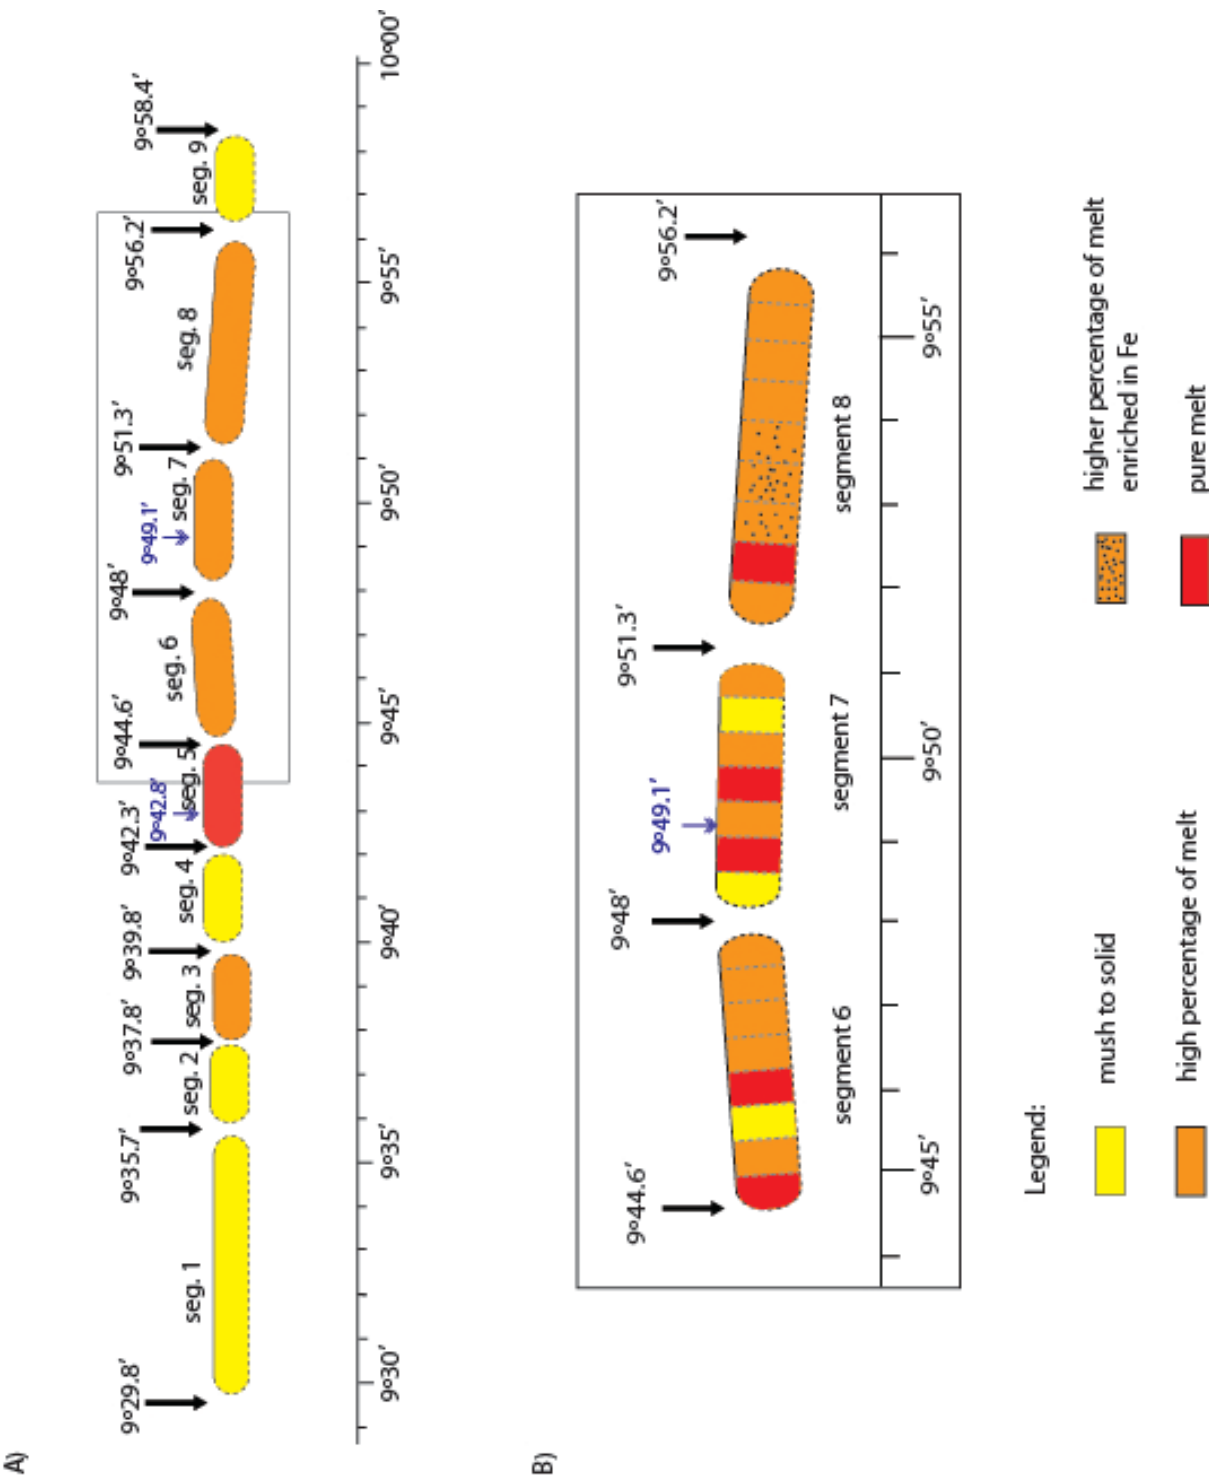 A)
9°29.8′
9°35.7′
9°37.8′
9°39.8′
9°42.3′
9°44.6′
9°48′
9°51.3′
9°56.2′
9°58.4′
9°42.8′
9°49.1′
seg. 1
seg. 2
seg. 3
seg. 4
seg. 5
seg. 6
seg. 7
seg. 8
seg. 9
9°30′
9°35′
9°40′
9°45′
9°50′
9°55′
10°00′
B)
9°44.6′
9°48′
9°49.1′
9°51.3′
9°56.2′
segment 6
segment 7
segment 8
9°45′
9°50′
9°55′
Legend:
mush to solid
higher percentage of melt
enriched in Fe
high percentage of melt
pure melt